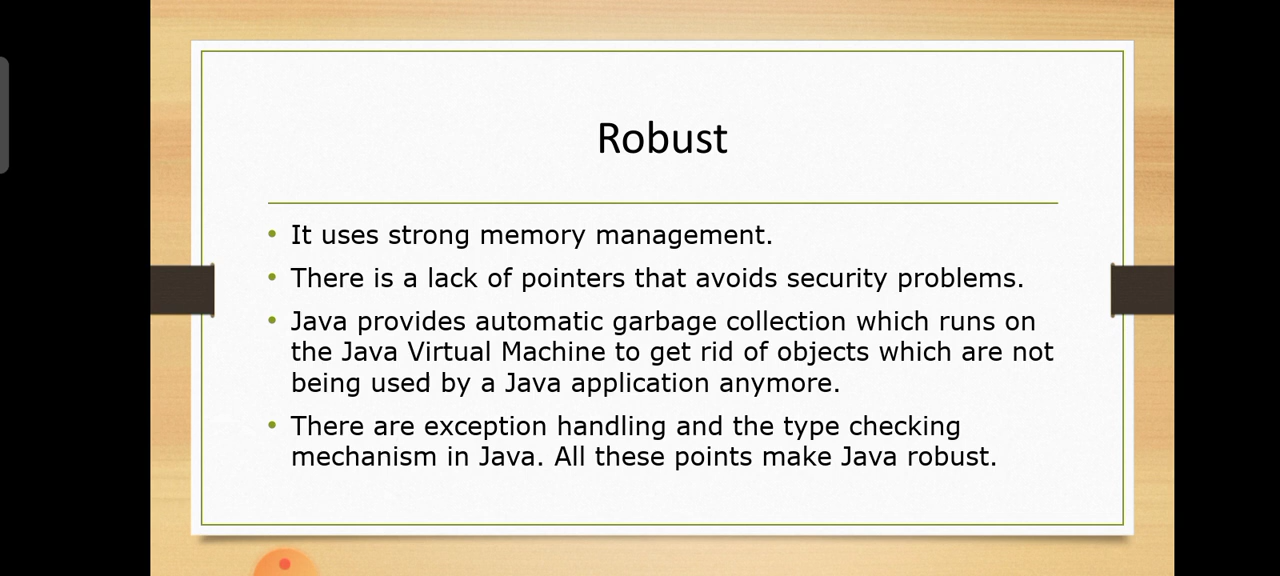 Robust
• It uses strong memory management.
• There is a lack of pointers that avoids security problems.
• Java provides automatic garbage collection which runs on
the Java Virtual Machine to get rid of objects which are not
being used by a Java application anymore.
• There are exception handling and the type checking
mechanism in Java. All these points make Java robust.